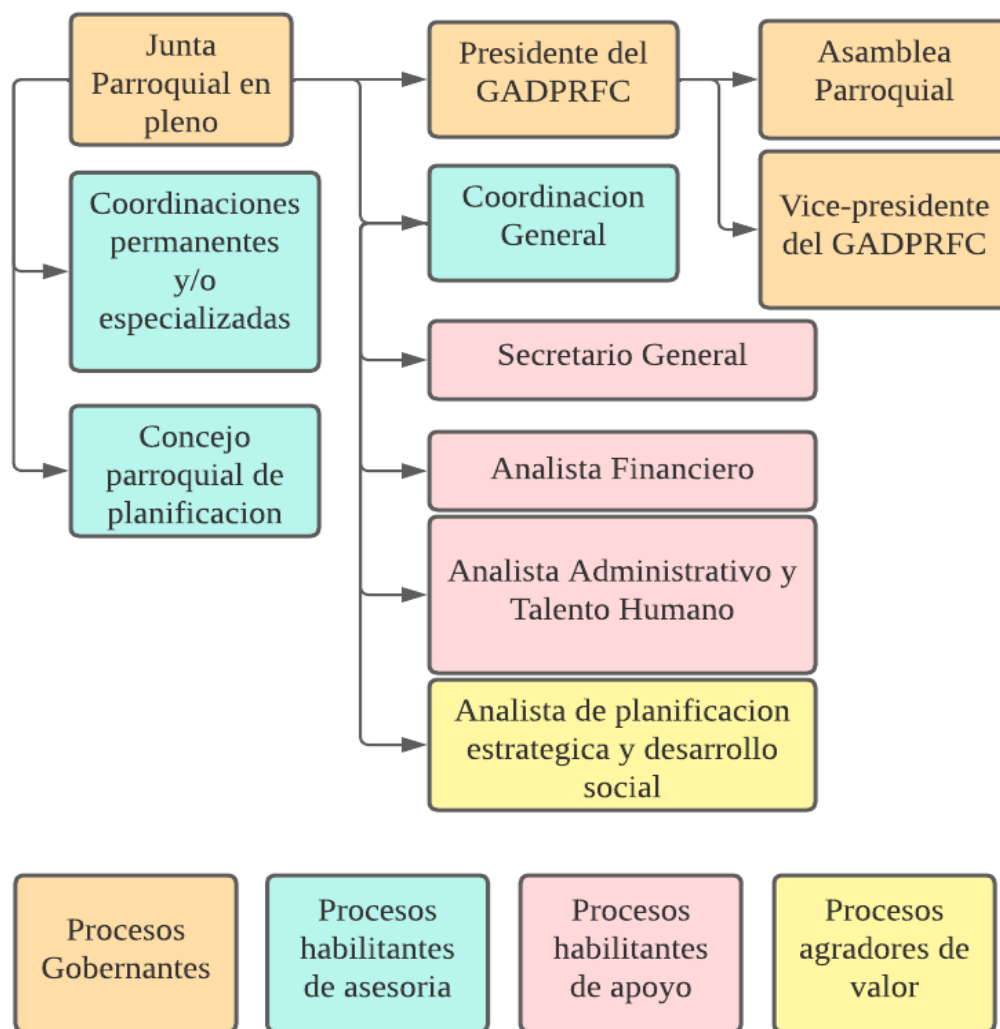 Junta
Parroquial en
pleno
Presidente del
GADPRFC
Asamblea
Parroquial
Coordinaciones
permanentes
y/o
especializadas
Coordinacion
General
Vice-presidente
del GADPRFC
Secretario General
Concejo
parroquial de
planificacion
Analista Financiero
Analista Administrativo y
Talento Humano
Analista de planificacion
estrategica y desarrollo
social
Procesos
Gobernantes
Procesos
habilitantes
de asesoria
Procesos
habilitantes
de apoyo
Procesos
agradores de
valor